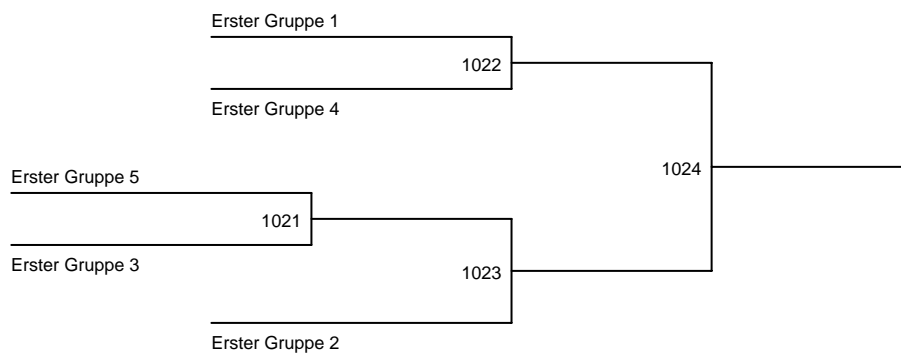 Erster Gruppe 1
1022
Erster Gruppe 4
1024
Erster Gruppe 5
1021
Erster Gruppe 3
1023
Erster Gruppe 2